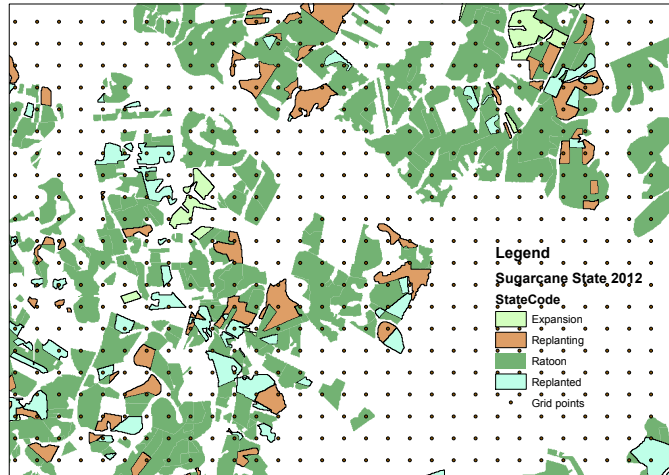 Legend
Sugarcane State 2012
StateCode
Expansion
Replanting
Ratoon
Replanted
Grid points